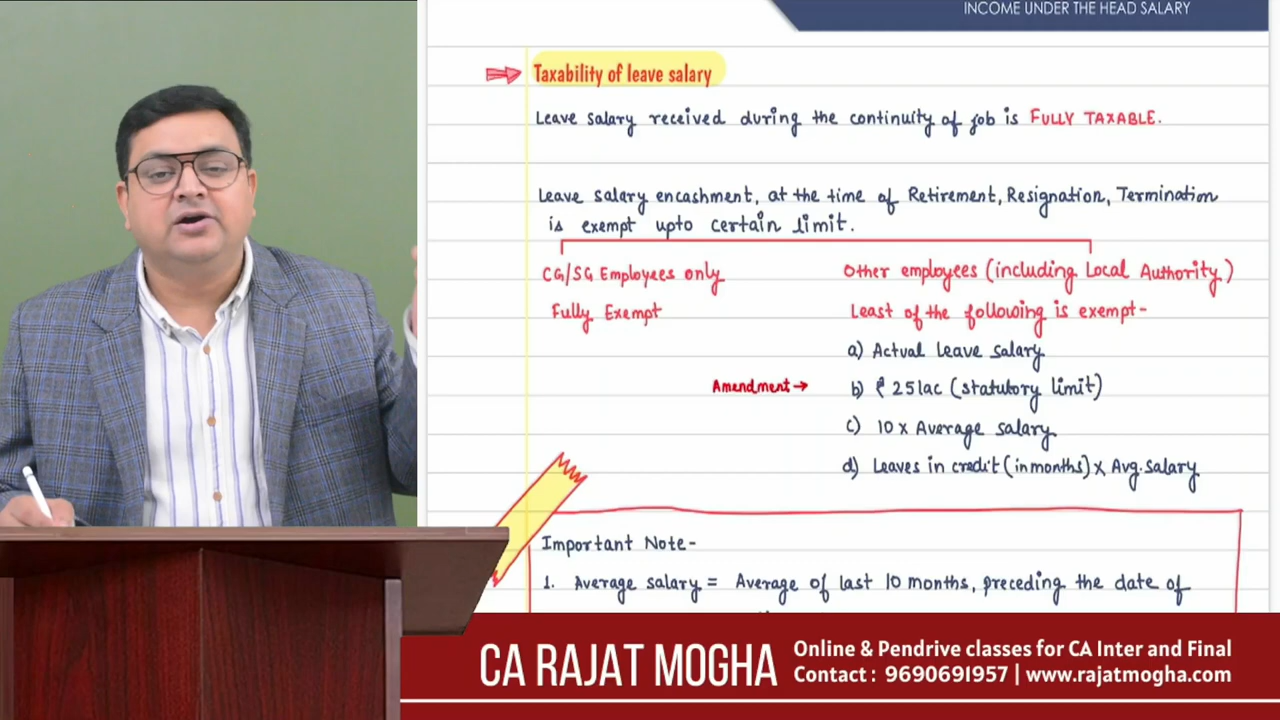 INCOME UNDER THE HEAD SALARY
Taxability of leave salary
Leave salary received during the continuity of job is FULLY TAXABLE.
Leave salary encashment, at the time of Retirement, Resignation, Termination
is exempt upto certain limit.
CG/SG Employees only
Fully Exempt
Other employees (including Local Authority)
Least of the following is exempt-
a) Actual leave salary
Amendment → b) ₹ 25 lac (statutory limit)
c) 10 x Average salary
d) Leaves in credit (in months) x Avg. salary
Important Note-
1. Average salary = Average of last 10 months, preceding the date of
CA RAJAT MOGHA
Online & Pendrive classes for CA Inter and Final
Contact : 9690691957 | www.rajatmogha.com